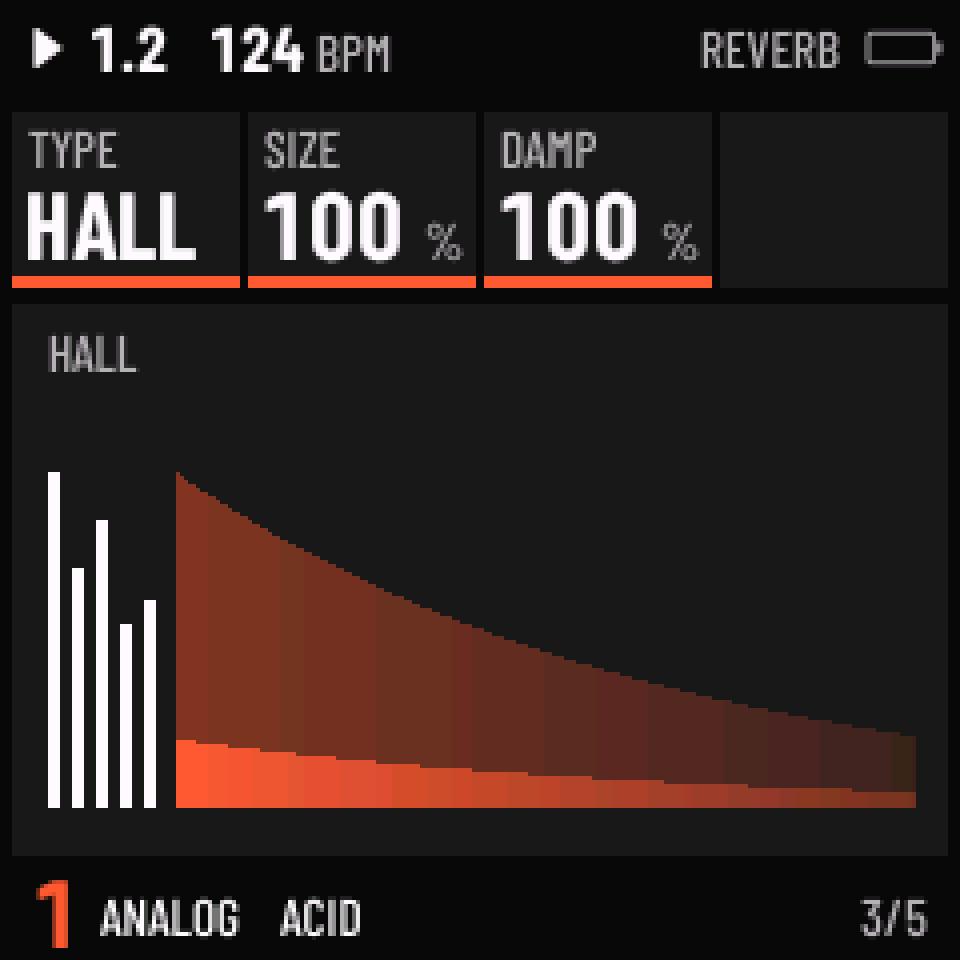 1.2 124 BPM REVERB
TYPE SIZE DAMP
HALL 100 % 100 %
HALL
1 ANALOG ACID 3/5